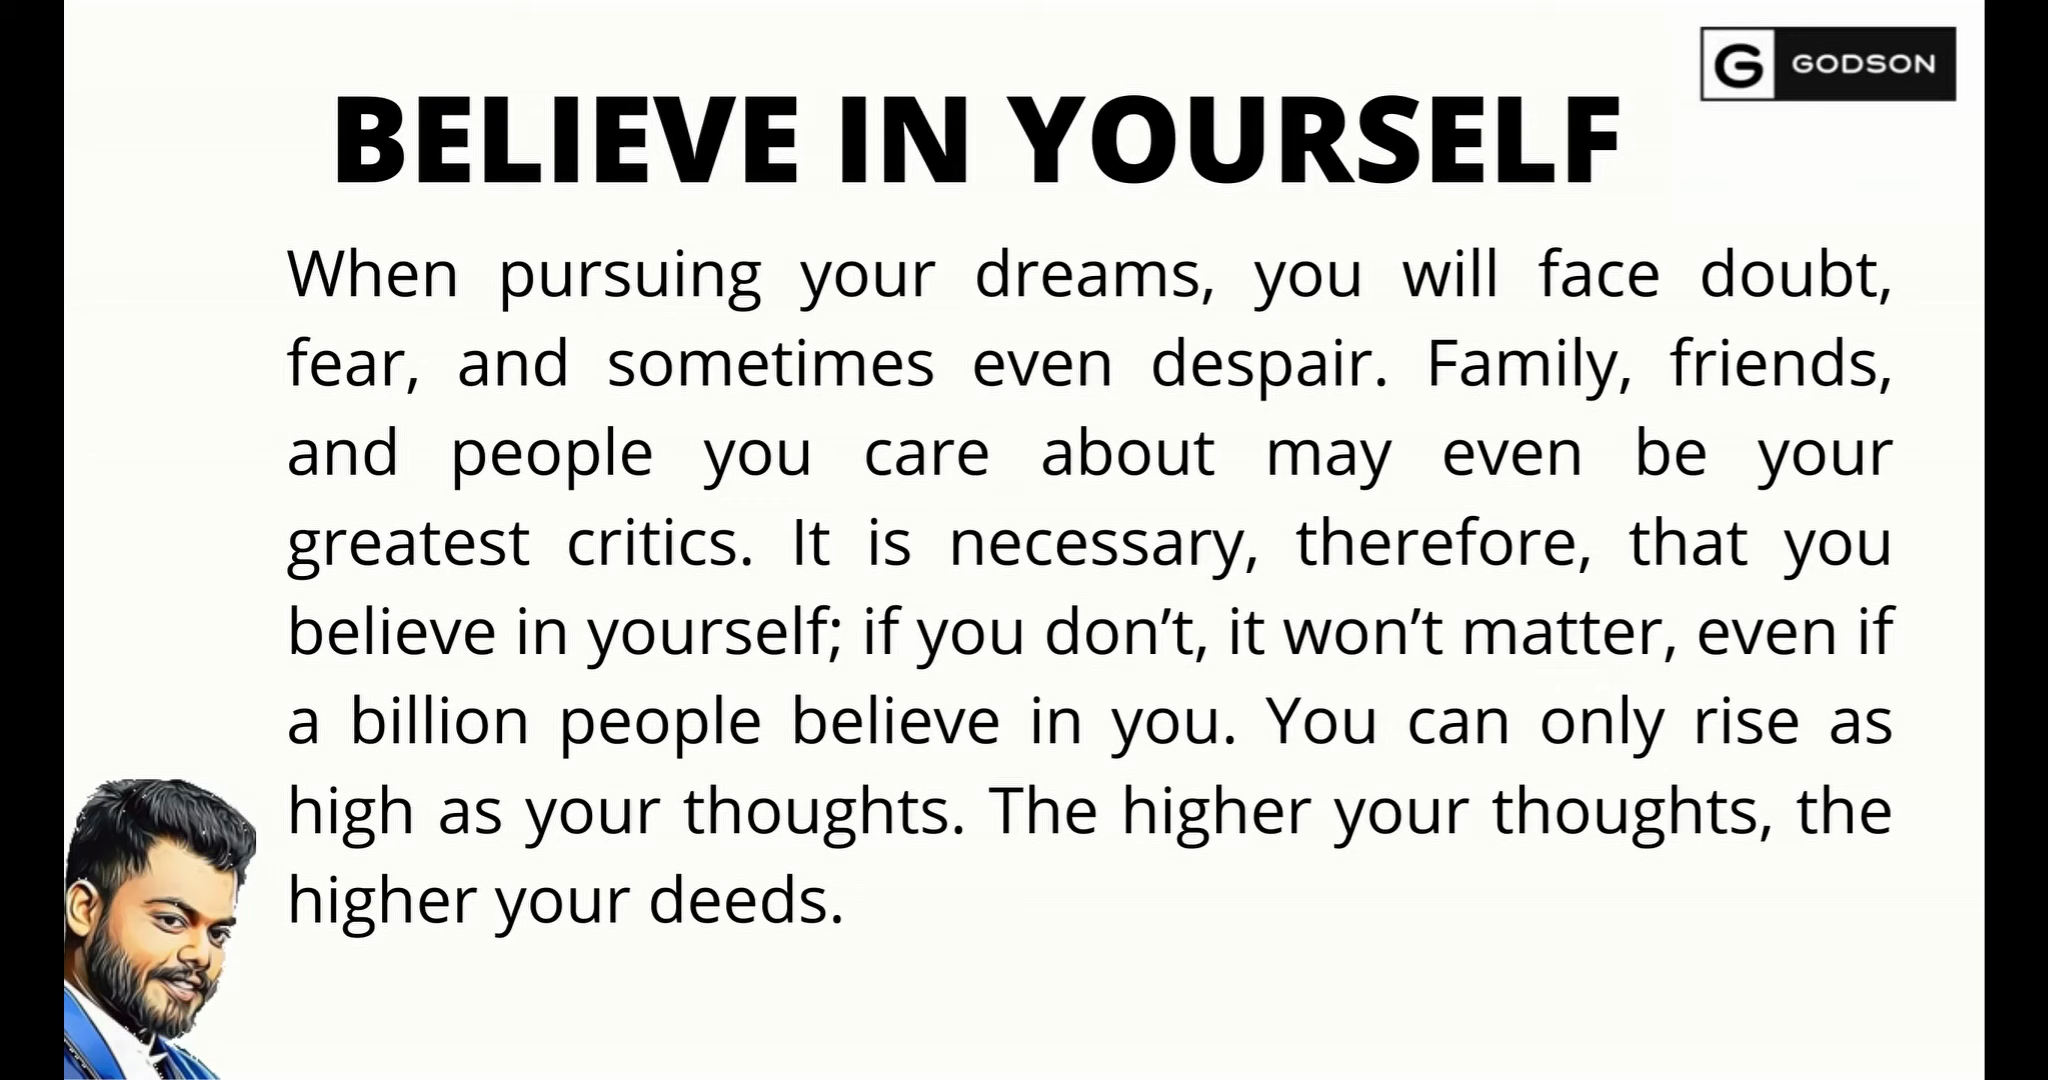 G GODSON
BELIEVE IN YOURSELF
When pursuing your dreams, you will face doubt,
fear, and sometimes even despair. Family, friends,
and people you care about may even be your
greatest critics. It is necessary, therefore, that you
believe in yourself; if you don’t, it won’t matter, even if
a billion people believe in you. You can only rise as
high as your thoughts. The higher your thoughts, the
higher your deeds.